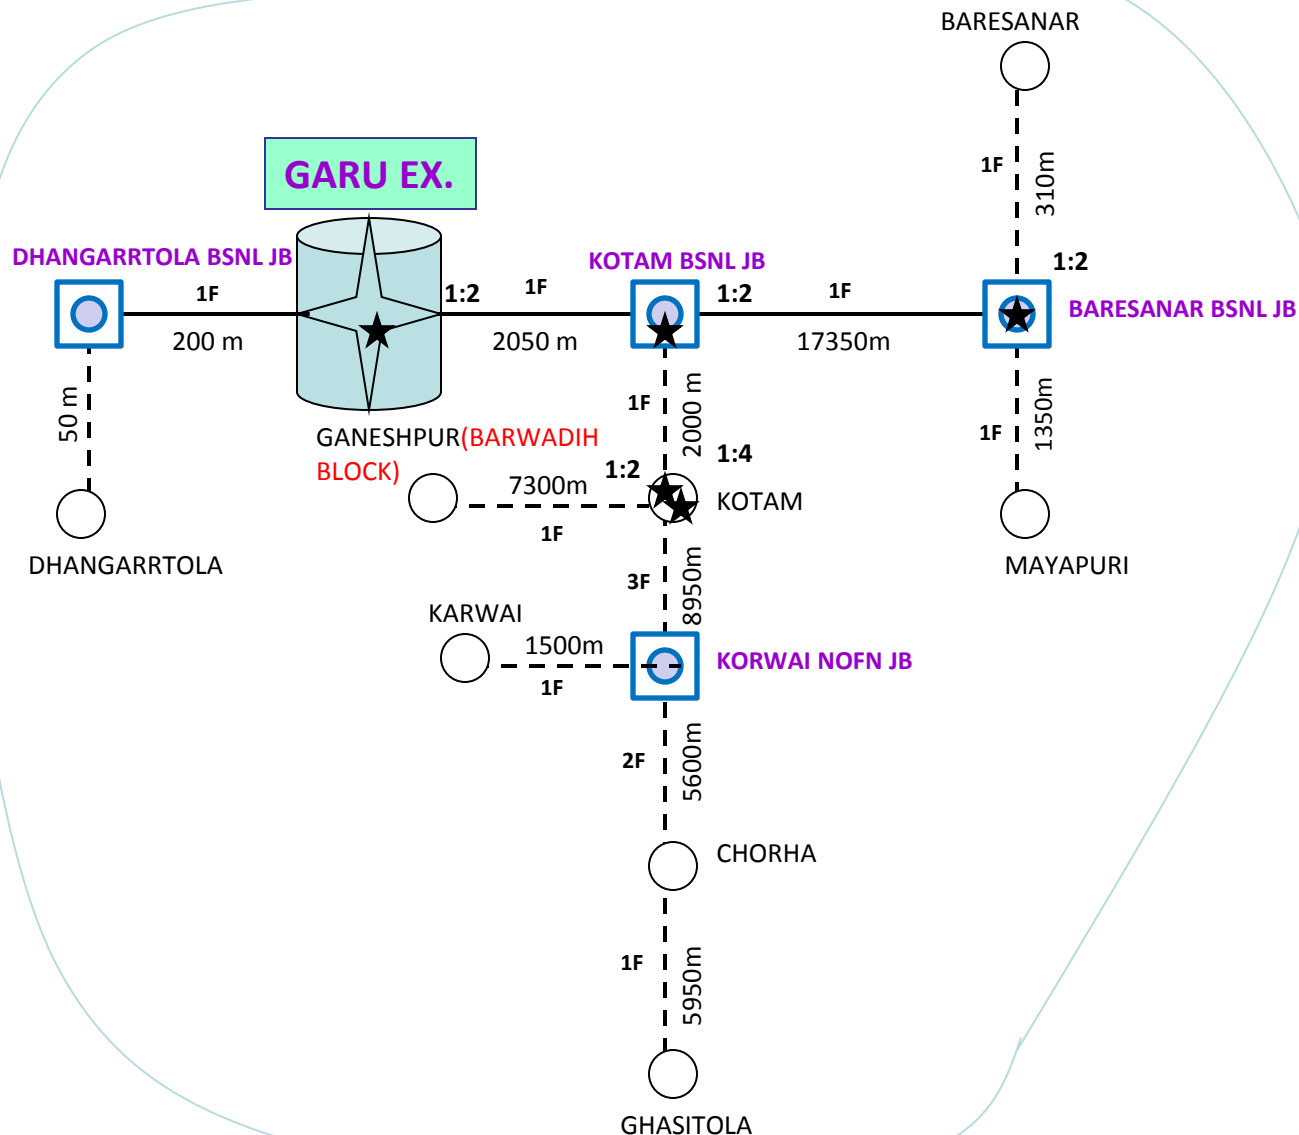 BARESANAR
1F
310m
GARU EX.
DHANGARRTOLA BSNL JB
1F
200 m
1:2
1F
2050 m
KOTAM BSNL JB
1:2
1F
17350m
1:2
BARESANAR BSNL JB
50 m
DHANGARRTOLA
1F
2000 m
1F
1350m
MAYAPURI
GANESHPUR(BARWADIH
BLOCK)
7300m
1F
1:2
1:4
KOTAM
3F
8950m
KARWAI
1500m
1F
KORWAI NOFN JB
2F
5600m
CHORHA
1F
5950m
GHASITOLA